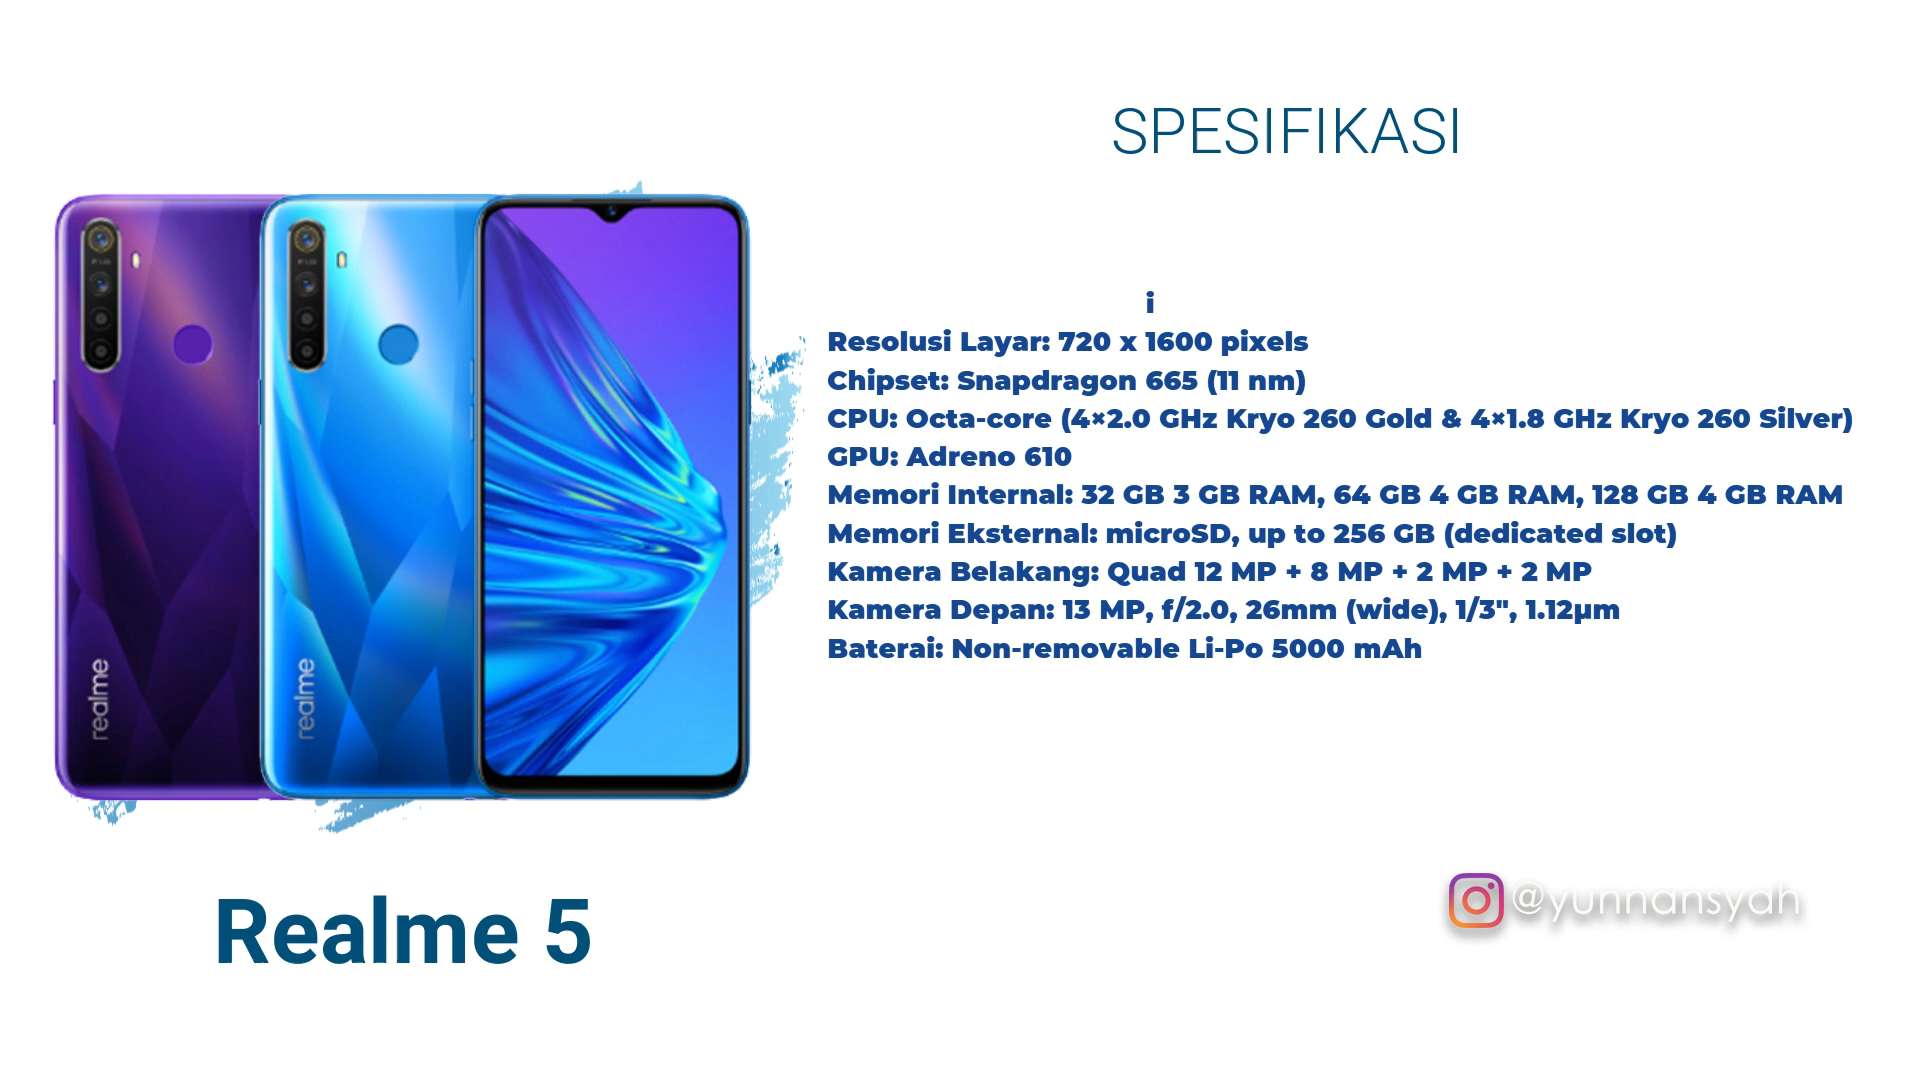 SPESIFIKASI
i
Resolusi Layar: 720 x 1600 pixels
Chipset: Snapdragon 665 (11 nm)
CPU: Octa-core (4×2.0 GHz Kryo 260 Gold & 4×1.8 GHz Kryo 260 Silver)
GPU: Adreno 610
Memori Internal: 32 GB 3 GB RAM, 64 GB 4 GB RAM, 128 GB 4 GB RAM
Memori Eksternal: microSD, up to 256 GB (dedicated slot)
Kamera Belakang: Quad 12 MP + 8 MP + 2 MP + 2 MP
Kamera Depan: 13 MP, f/2.0, 26mm (wide), 1/3", 1.12µm
Baterai: Non-removable Li-Po 5000 mAh
realme
realme
Realme 5
@yunnansyah